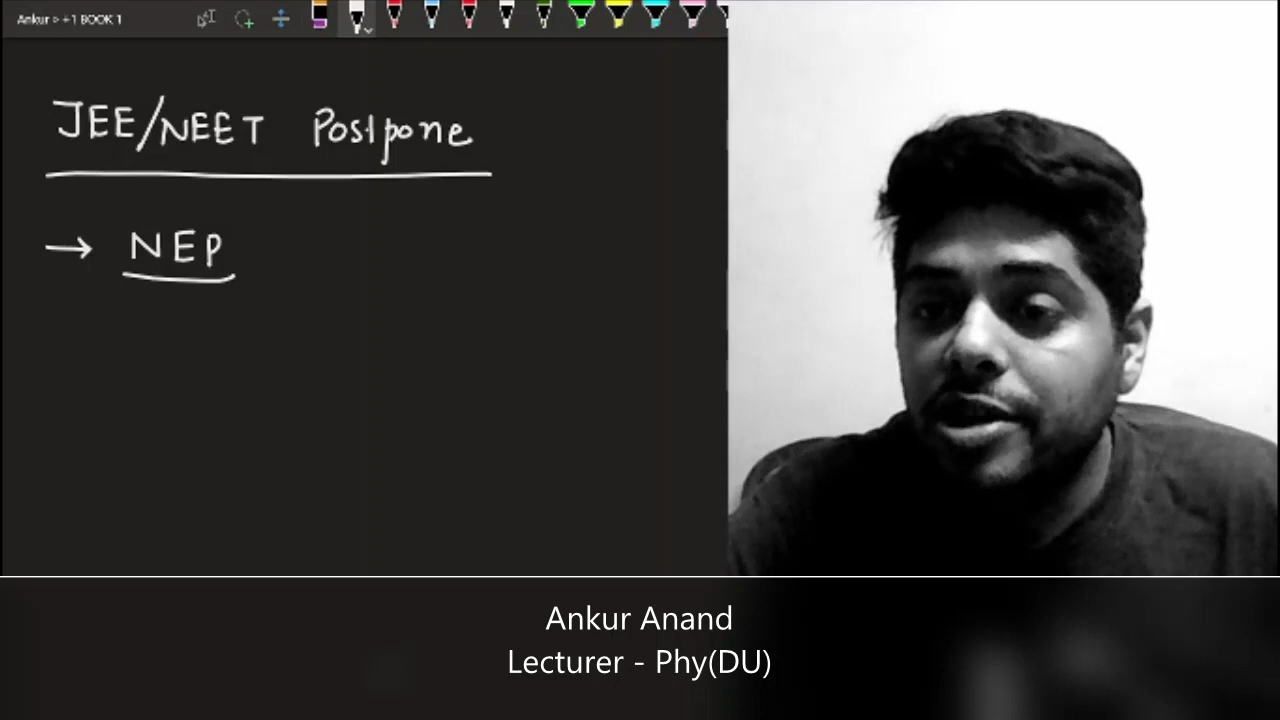 Ankur > +1 BOOK 1
JEE/NEET Postpone
→ NEP
Ankur Anand
Lecturer - Phy(DU)